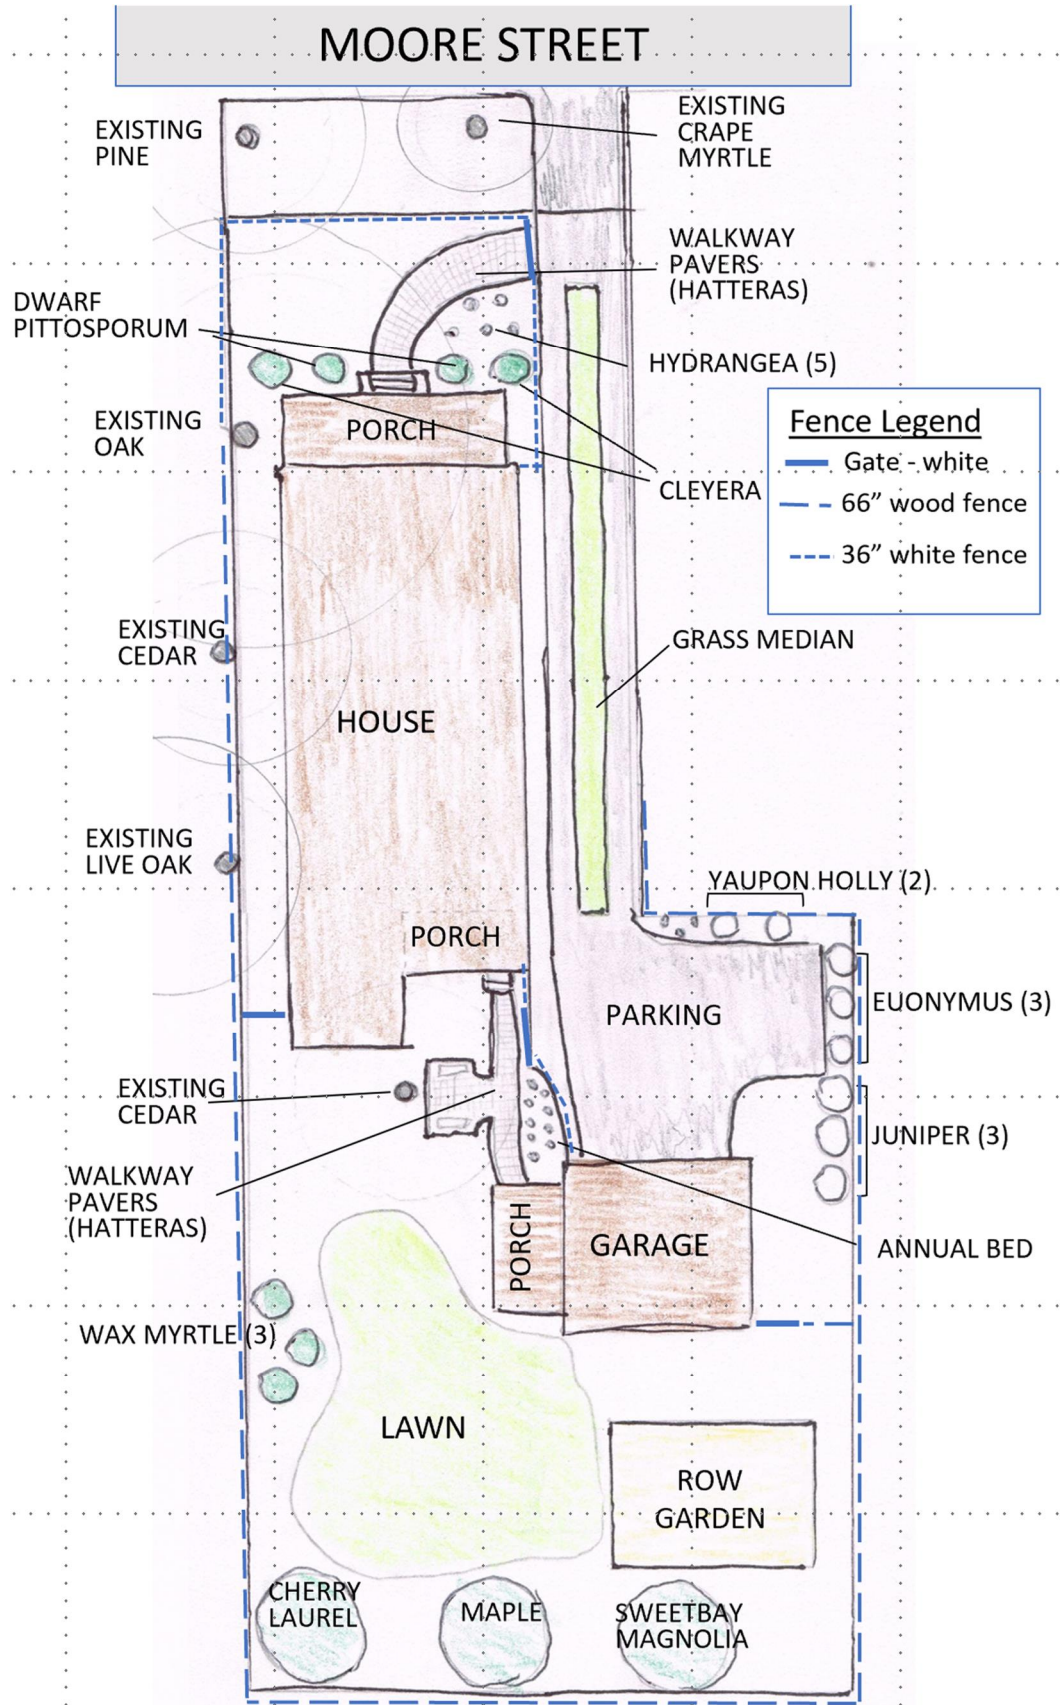 MOORE STREET
EXISTING
PINE
EXISTING
CRAPE
MYRTLE
WALKWAY
PAVERS
(HATTERAS)
DWARF
PITTOSPORUM
HYDRANGEA (5)
EXISTING
OAK
PORCH
Fence Legend
Gate - white
66” wood fence
36” white fence
CLEYERA
EXISTING
CEDAR
GRASS MEDIAN
HOUSE
EXISTING
LIVE OAK
YAUPON HOLLY (2)
PORCH
PARKING
EUONYMUS (3)
EXISTING
CEDAR
JUNIPER (3)
WALKWAY
PAVERS
(HATTERAS)
PORCH
GARAGE
ANNUAL BED
WAX MYRTLE (3)
LAWN
ROW
GARDEN
CHERRY
LAUREL
MAPLE
SWEETBAY
MAGNOLIA